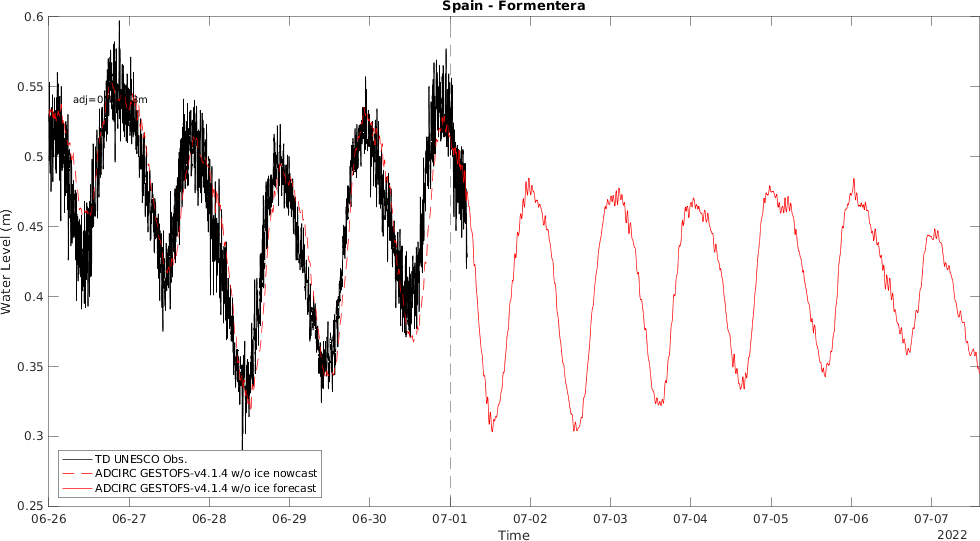 Spain - Formentera
0.6
0.55
0.5
0.45
0.4
0.35
0.3
0.25
Water Level (m)
TD UNESCO Obs.
ADCIRC GESTOFS-v4.1.4 w/o ice nowcast
ADCIRC GESTOFS-v4.1.4 w/o ice forecast
06-26 06-27 06-28 06-29 06-30 07-01 07-02 07-03 07-04 07-05 07-06 07-07
Time
2022